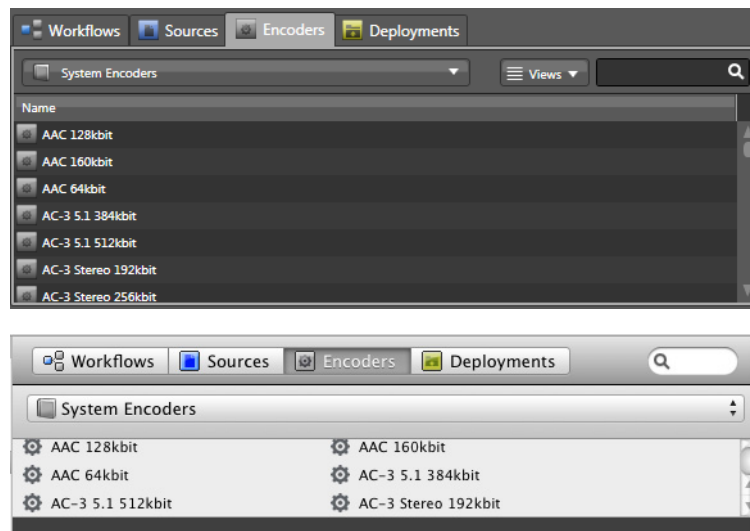 Workflows Sources Encoders Deployments
System Encoders Views
Name
AAC 128kbit
AAC 160kbit
AAC 64kbit
AC-3 5.1 384kbit
AC-3 5.1 512kbit
AC-3 Stereo 192kbit
AC-3 Stereo 256kbit
Workflows Sources Encoders Deployments
System Encoders
AAC 128kbit AAC 160kbit
AAC 64kbit AC-3 5.1 384kbit
AC-3 5.1 512kbit AC-3 Stereo 192kbit